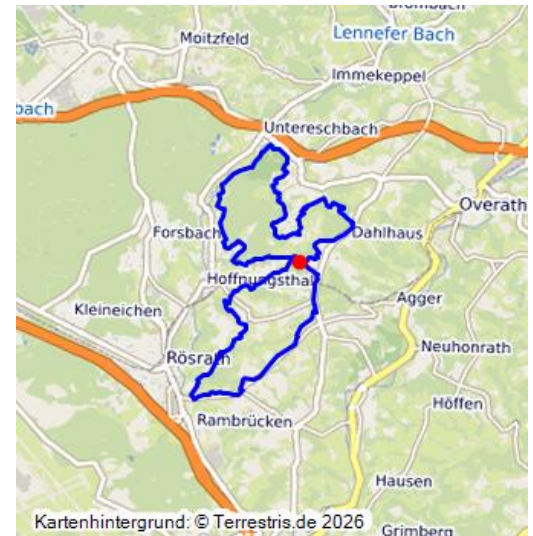 Moitzfeld
Lennefer Bach
Immekeppel
bach
Untereschbach
Overath
Forsbach
Dahlhaus
Hoffnungsthal
Agger
Kleineichen
Neuhonrath
Rösrath
Höffen
Rambrücken
Hausen
Kartenhintergrund: © Terrestris.de 2026
Grimberg